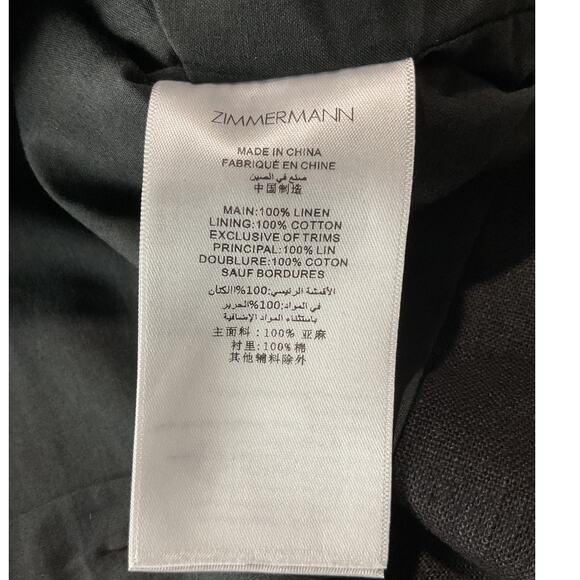 ZIMMERMANN
MADE IN CHINA
FABRIQUÉ EN CHINE
صنع في الصين
中国制造
MAIN:100% LINEN
LINING:100% COTTON
EXCLUSIVE OF TRIMS
PRINCIPAL:100% LIN
DOUBLURE:100% COTON
SAUF BORDURES
الأقمشة الرئيسي:100%الكتان
في المواد:100%الحرير
باستثناء المواد الإضافية
主面料：100% 亚麻
衬里:100% 棉
其他辅料除外